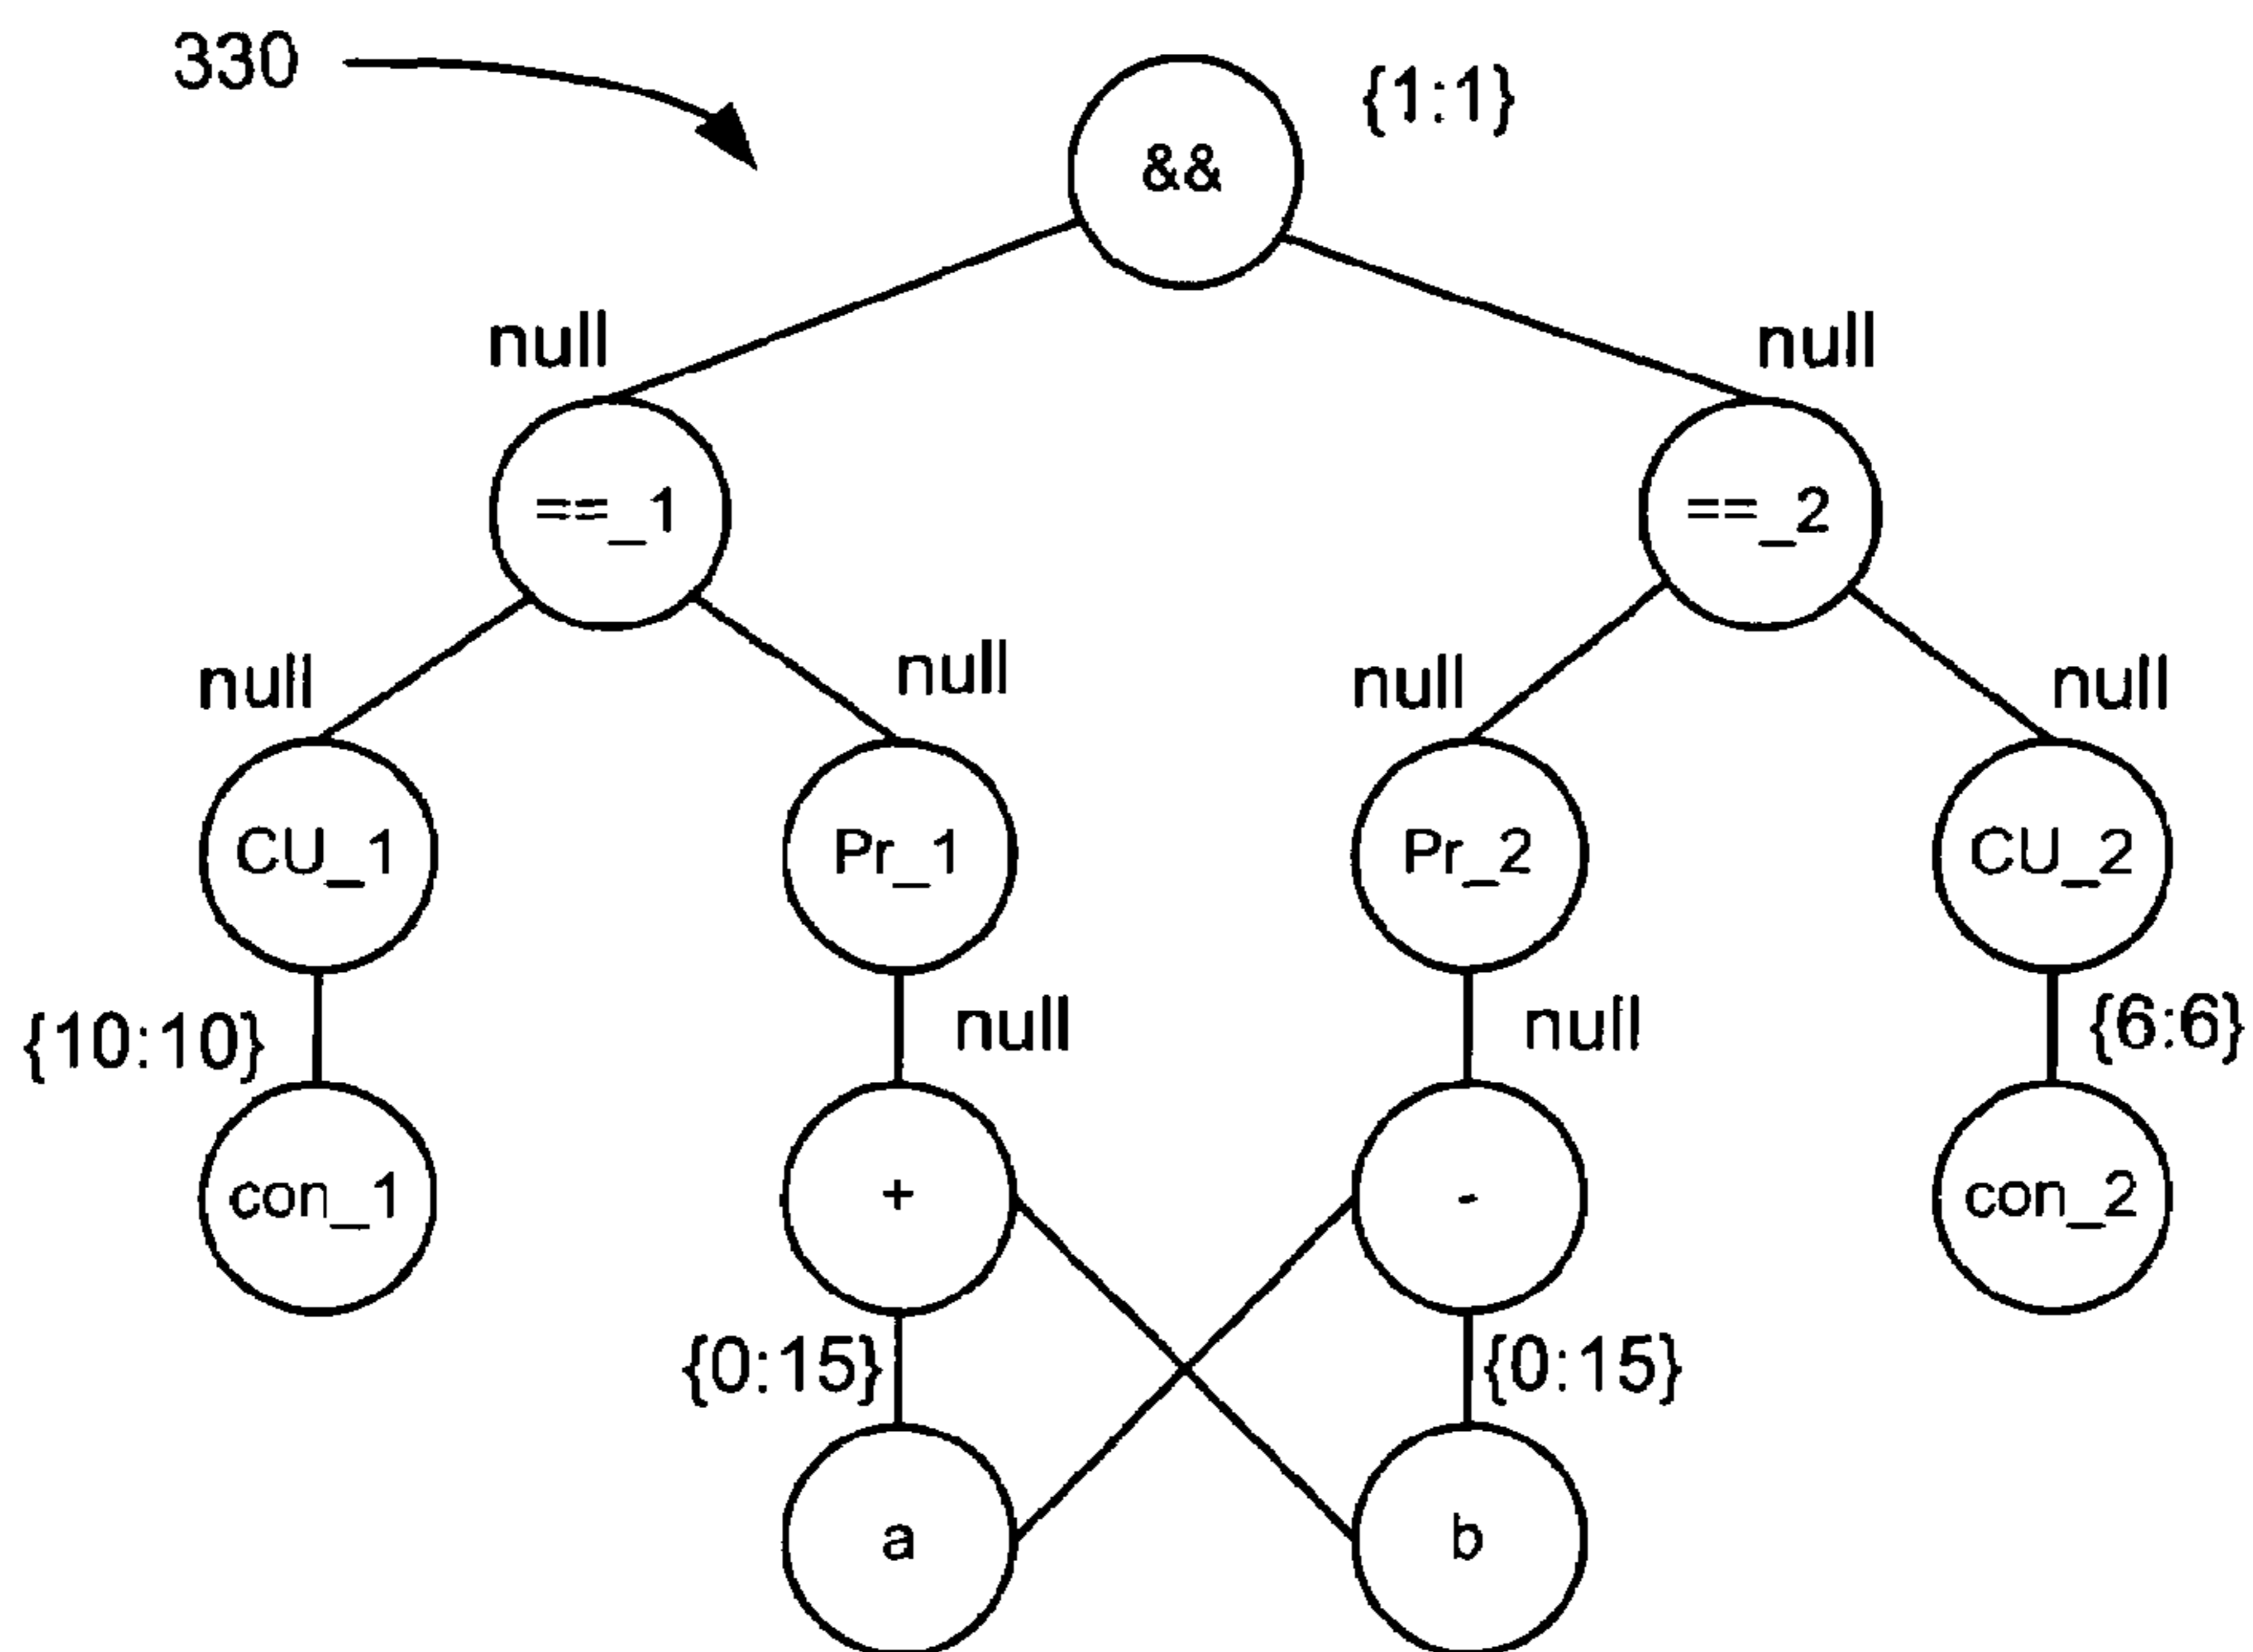 330
{1:1}
&&
null
null
==_1
==_2
null
null
null
null
CU_1
Pr_1
Pr_2
CU_2
{10:10}
null
null
{6:6}
con_1
+
-
con_2
{0:15}
{0:15}
a
b